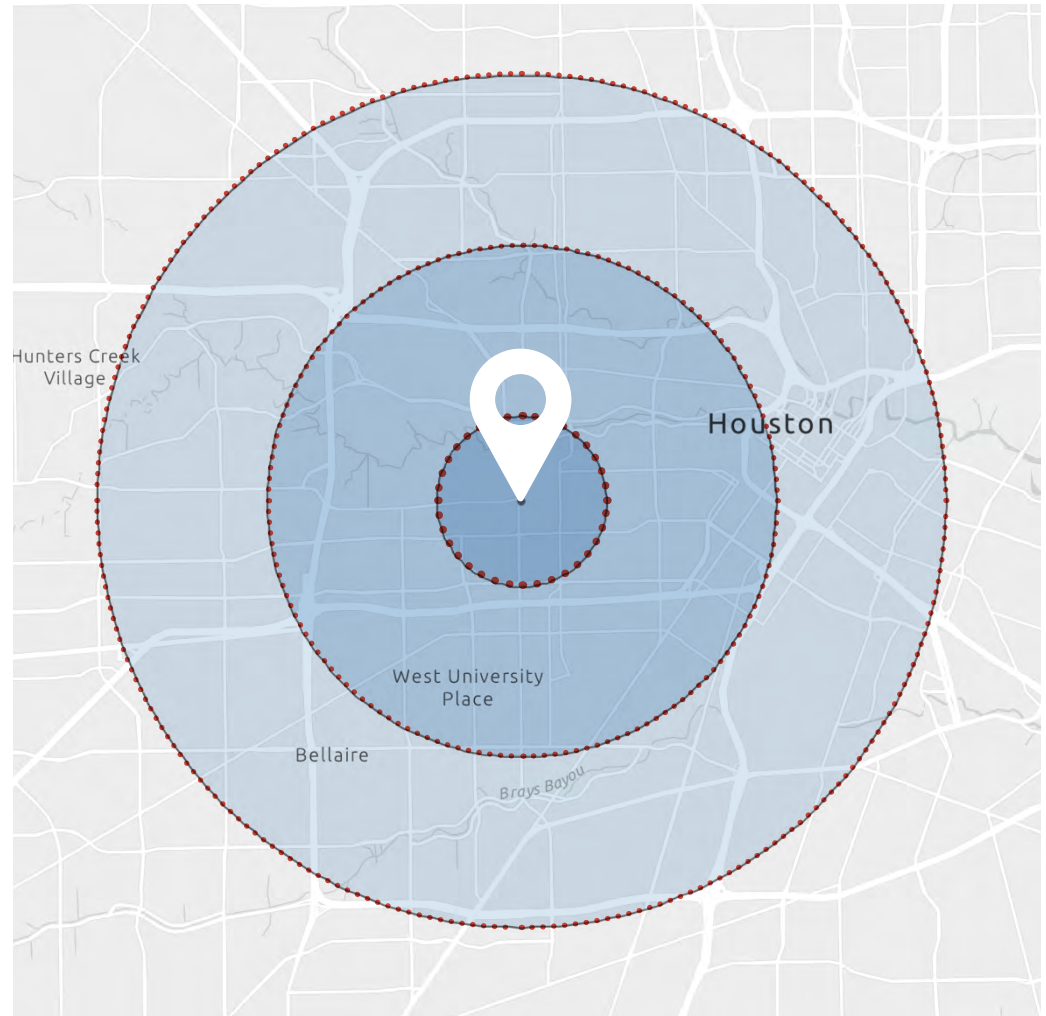 Hunters Creek
Village
Houston
West University
Place
Bellaire
Brays Bayou